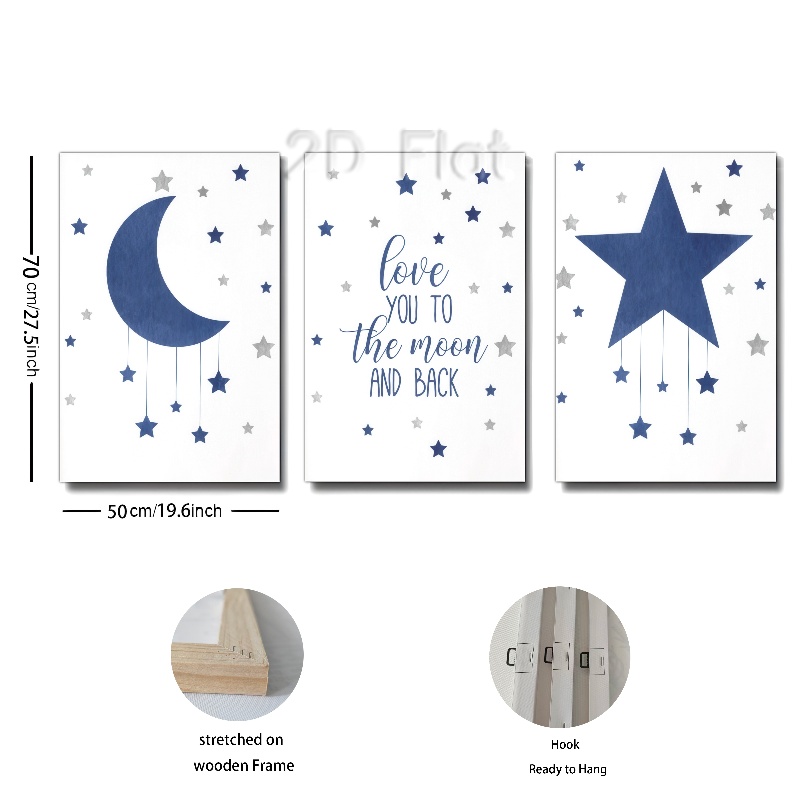 2D Flat
love
YOU TO
the moon
AND BACK
70 cm/27.5inch
50cm/19.6inch
stretched on
wooden Frame
Hook
Ready to Hang